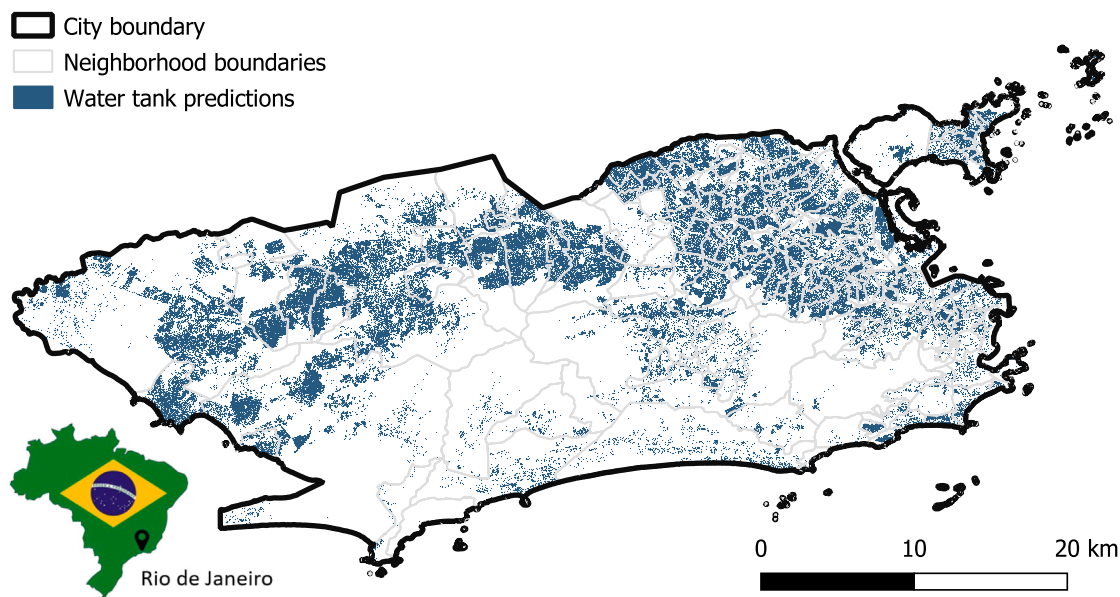 City boundary
Neighborhood boundaries
Water tank predictions
Rio de Janeiro
0 10 20 km